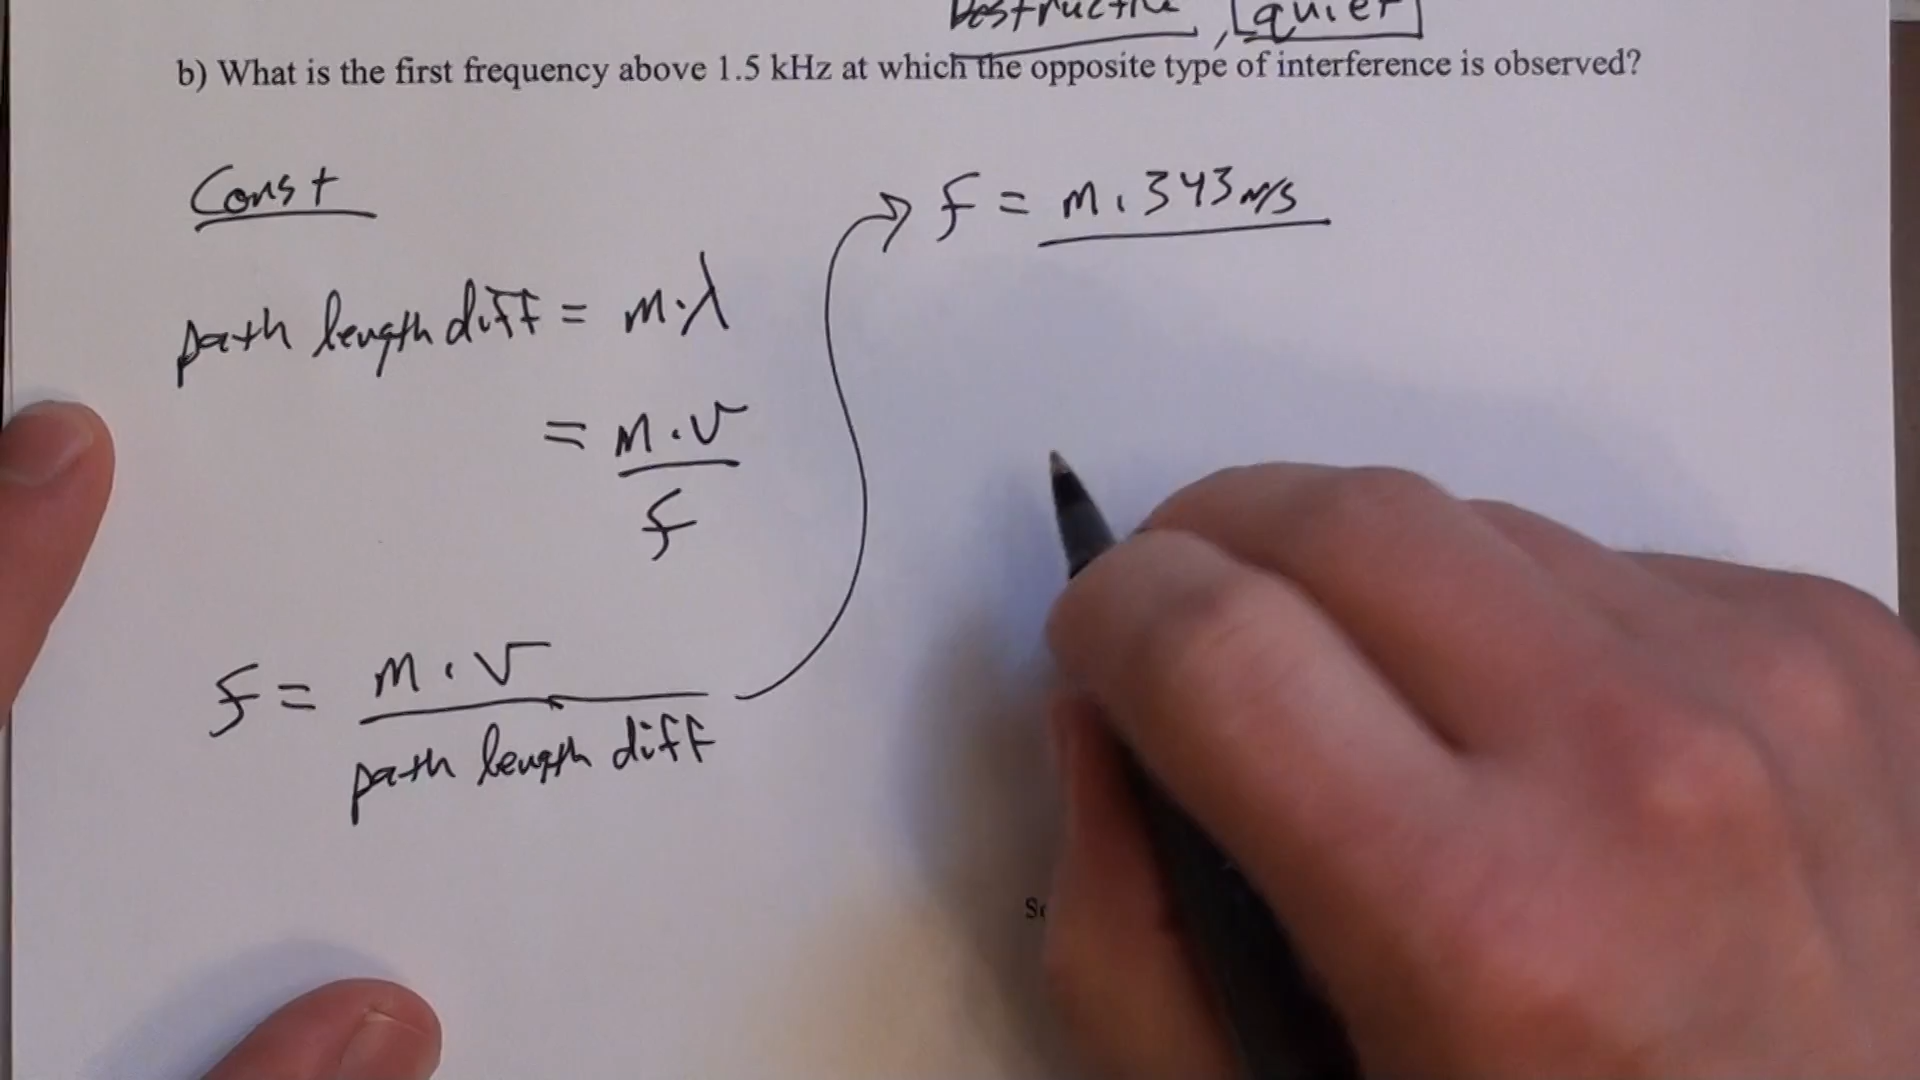 Destructive, quiet
b) What is the first frequency above 1.5 kHz at which the opposite type of interference is observed?
Const
path length diff = m·λ
= m·v
f
f = m·v
path length diff
f = m·343 m/s